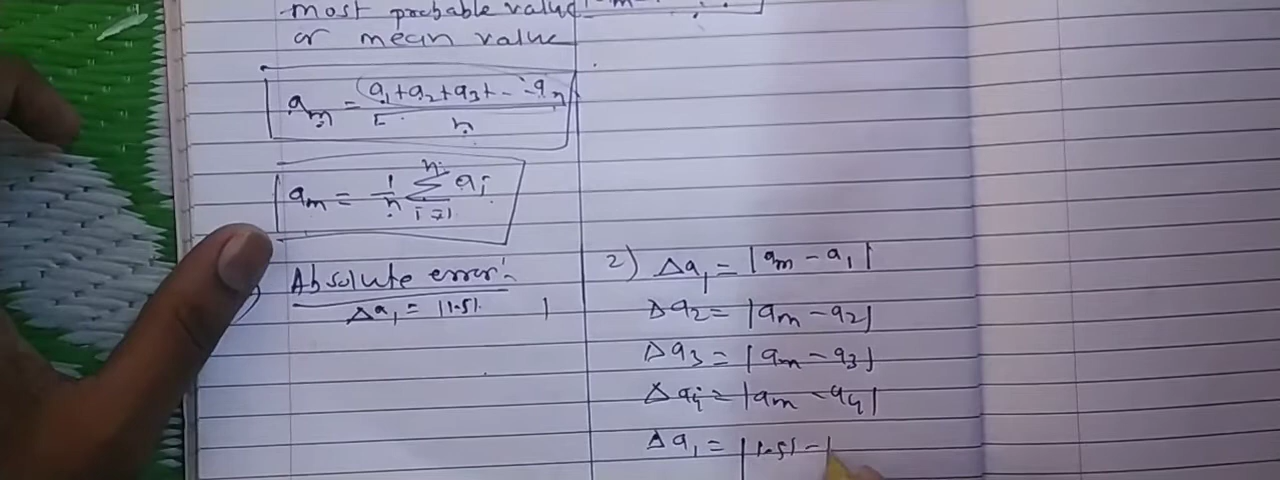 most probable value
or mean value
am = a1+a2+a3+--an / n
am = 1/n Σ n i=1 ai
Absolute error:-
Δa1 = |1.51 |
2) Δa1 = |am - a1|
Δa2 = |am - a2|
Δa3 = |am - a3|
Δa4 = |am - a4|
Δa1 = |1.51 - 1